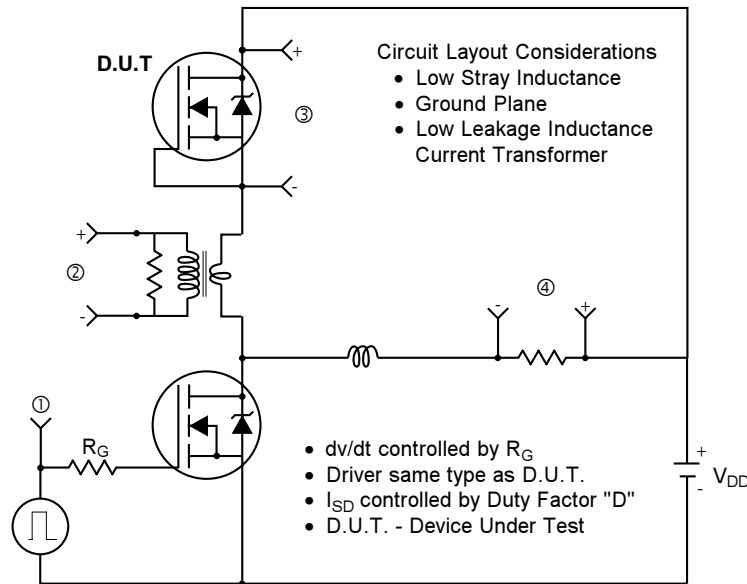 D.U.T
+
Circuit Layout Considerations
• Low Stray Inductance
• Ground Plane
③
• Low Leakage Inductance
Current Transformer
-
+
②
-
④
-
+
①
R_G
• dv/dt controlled by R_G
• Driver same type as D.U.T.
• I_SD controlled by Duty Factor "D"
• D.U.T. - Device Under Test
+
V_DD
-